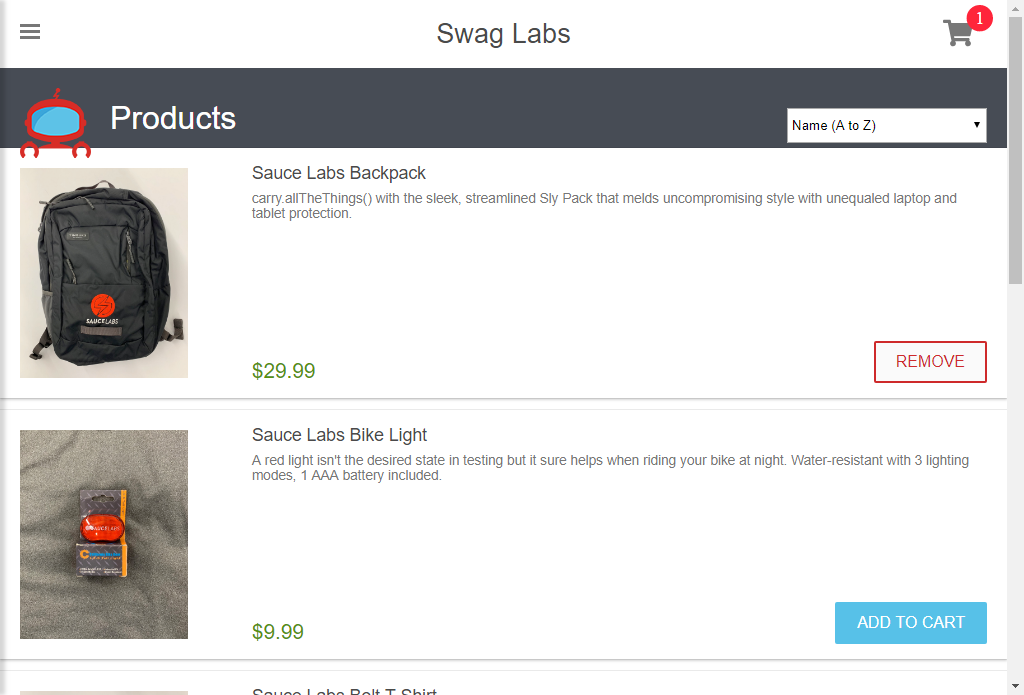 Swag Labs
1
Products
Name (A to Z)
Sauce Labs Backpack
carry.allTheThings() with the sleek, streamlined Sly Pack that melds uncompromising style with unequaled laptop and
tablet protection.
SAUCELABS
$29.99
REMOVE
Sauce Labs Bike Light
A red light isn't the desired state in testing but it sure helps when riding your bike at night. Water-resistant with 3 lighting
modes, 1 AAA battery included.
SAUCELABS
$9.99
ADD TO CART
Sauce Labs Bolt T-Shirt